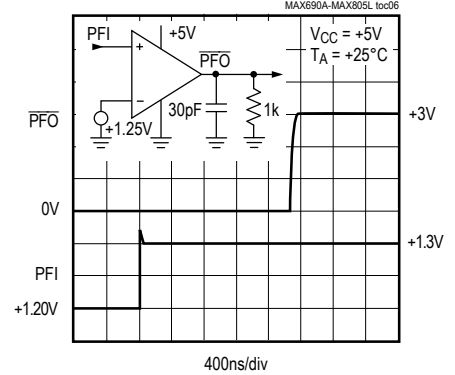 MAX690A-MAX805L toc06
PFI
+5V
VCC = +5V
TA = +25°C
PFO
+
−
30pF
1k
+1.25V
PFO
+3V
0V
+1.3V
PFI
+1.20V
400ns/div